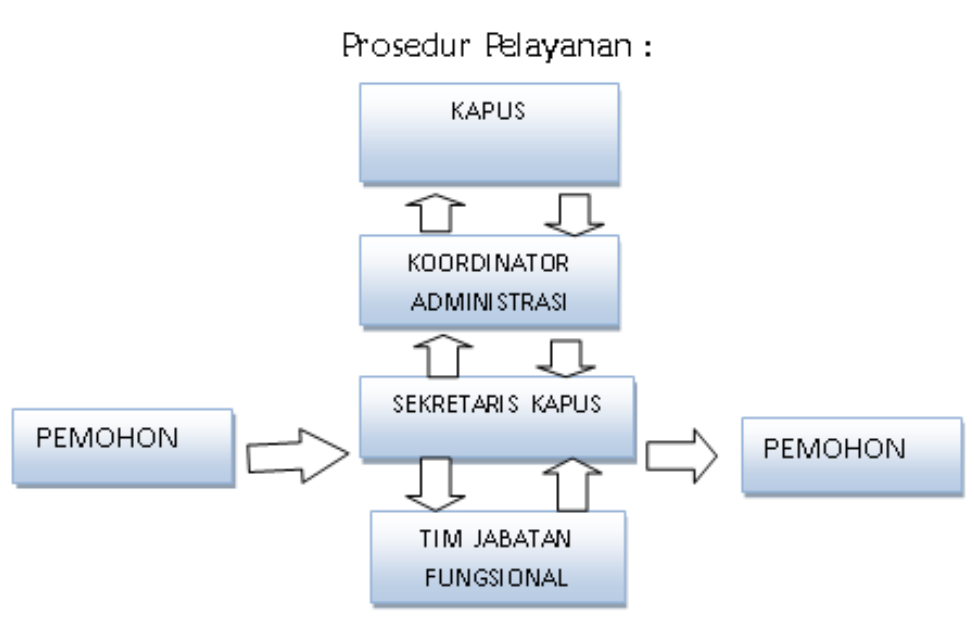 Prosedur Pelayanan :
KAPUS
KOORDINATOR
ADMINISTRASI
SEKRETARIS KAPUS
PEMOHON
PEMOHON
TIM JABATAN
FUNGSIONAL